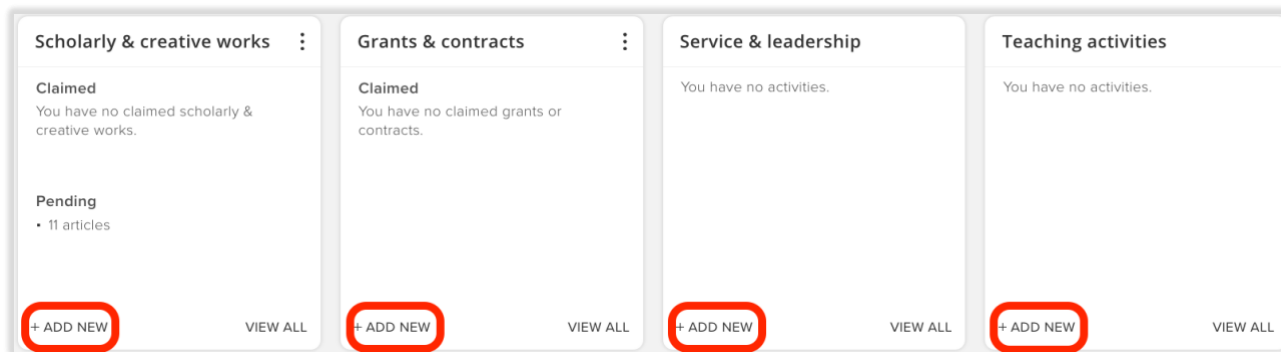 Scholarly & creative works
Claimed
You have no claimed scholarly &
creative works.
Pending
• 11 articles
+ ADD NEW
VIEW ALL
Grants & contracts
Claimed
You have no claimed grants or
contracts.
+ ADD NEW
VIEW ALL
Service & leadership
You have no activities.
+ ADD NEW
VIEW ALL
Teaching activities
You have no activities.
+ ADD NEW
VIEW ALL